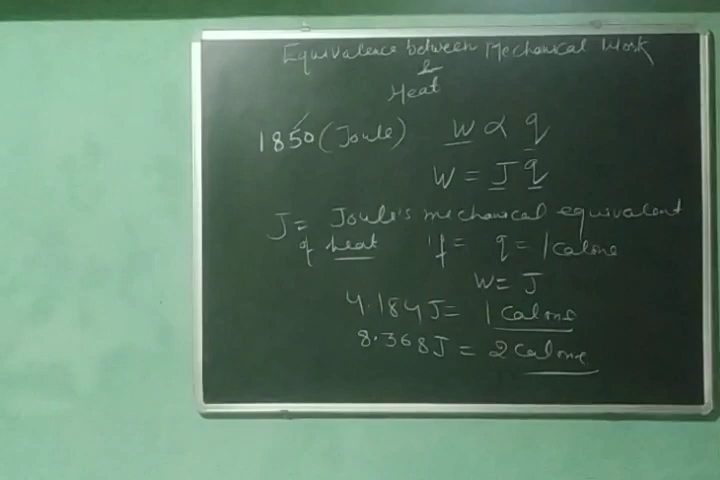 Equivalence between Mechanical Work
&
Heat
1850 (Joule) W ∝ q
W = J q
J = Joule's mechanical equivalent
of heat if = q = 1 calorie
W = J
4.184 J = 1 calorie
8.368 J = 2 calorie